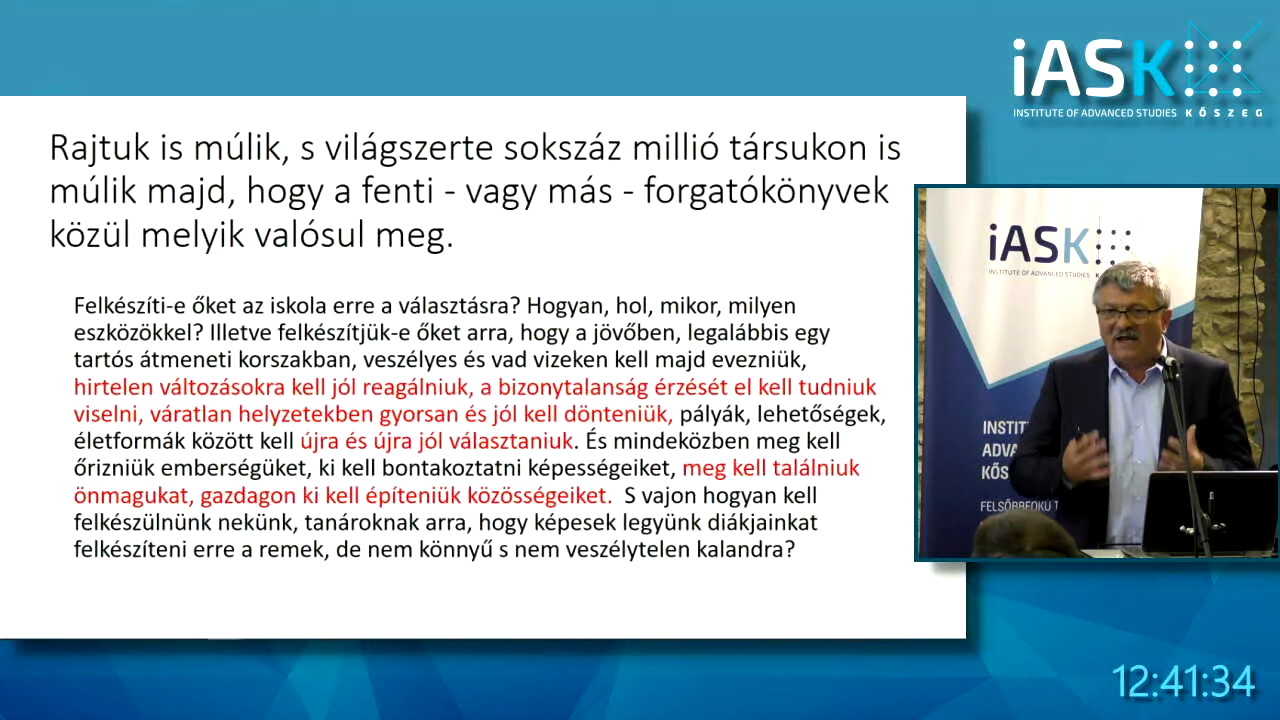 iASK
INSTITUTE OF ADVANCED STUDIES KŐSZEG
Rajtuk is múlik, s világszerte sokszáz millió társukon is
múlik majd, hogy a fenti - vagy más - forgatókönyvek
közül melyik valósul meg.
Felkészíti-e őket az iskola erre a választásra? Hogyan, hol, mikor, milyen
eszközökkel? Illetve felkészítjük-e őket arra, hogy a jövőben, legalábbis egy
tartós átmeneti korszakban, veszélyes és vad vizeken kell majd evezniük,
hirtelen változásokra kell jól reagálniuk, a bizonytalanság érzését el kell tudniuk
viselni, váratlan helyzetekben gyorsan és jól kell dönteniük, pályák, lehetőségek,
életformák között kell újra és újra jól választaniuk. És mindeközben meg kell
őrizniük emberségüket, ki kell bontakoztatni képességeiket, meg kell találniuk
önmagukat, gazdagon ki kell építeniük közösségeiket. S vajon hogyan kell
felkészülnünk nekünk, tanároknak arra, hogy képesek legyünk diákjainkat
felkészíteni erre a remek, de nem könnyű s nem veszélytelen kalandra?
iASK
INSTITUTE OF ADVANCED STUDIES K
INSTIT
ADVA
KŐS
FELSŐBBFOKÚ T
12:41:34